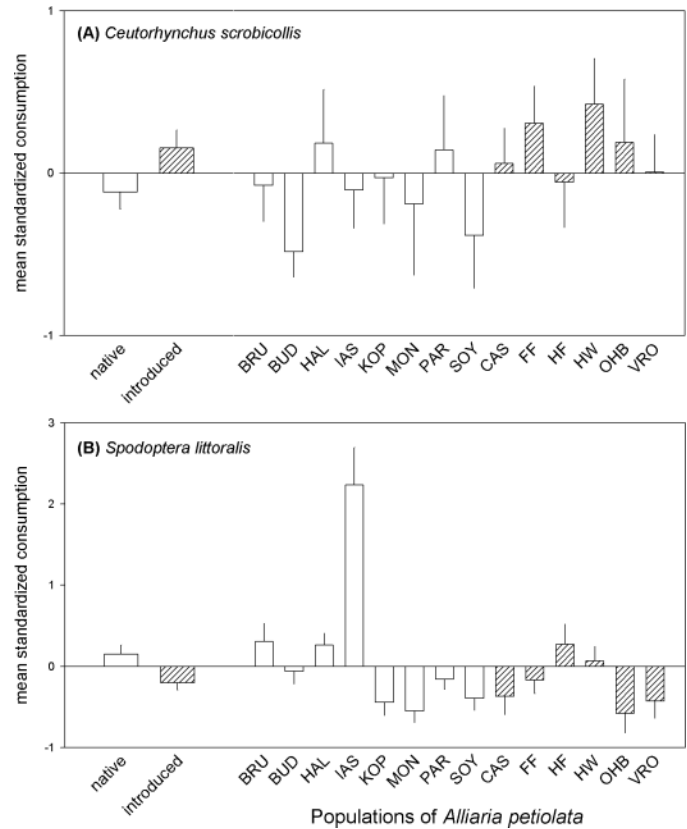 (A) Ceutorhynchus scrobicollis
mean standardized consumption
1
0
-1
native
introduced
BRU
BUD
HAL
IAS
KOP
MON
PAR
SOY
CAS
FF
HF
HW
OHB
VRO
(B) Spodoptera littoralis
mean standardized consumption
3
2
1
0
-1
native
introduced
BRU
BUD
HAL
IAS
KOP
MON
PAR
SOY
CAS
FF
HF
HW
OHB
VRO
Populations of Alliaria petiolata